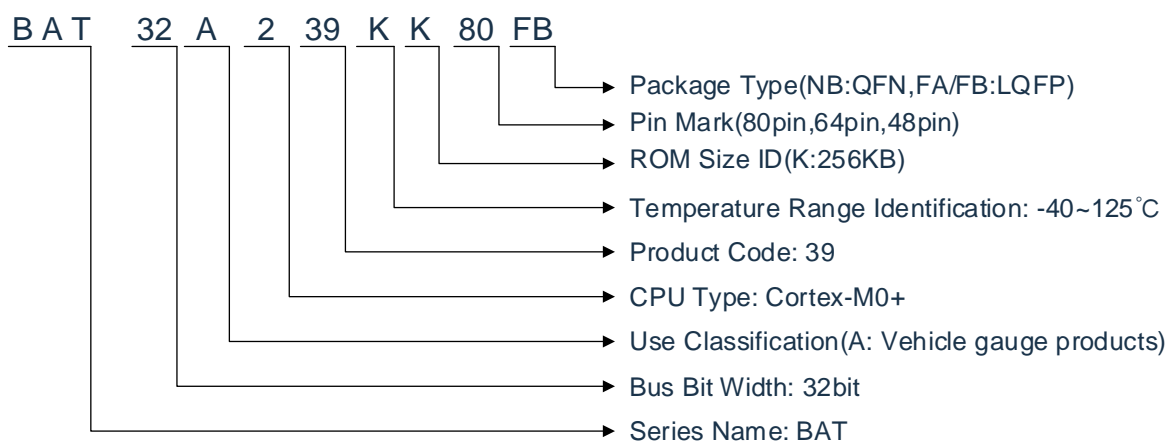 BAT 32 A 2 39 K K 80 FB
Package Type(NB:QFN,FA/FB:LQFP)
Pin Mark(80pin,64pin,48pin)
ROM Size ID(K:256KB)
Temperature Range Identification: -40~125℃
Product Code: 39
CPU Type: Cortex-M0+
Use Classification(A: Vehicle gauge products)
Bus Bit Width: 32bit
Series Name: BAT